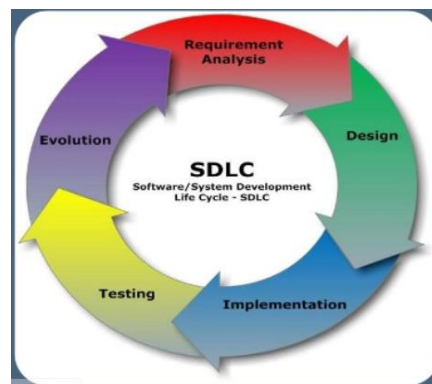 Requirement
Analysis
Design
Evolution
SDLC
Software/System Development
Life Cycle - SDLC
Testing
Implementation